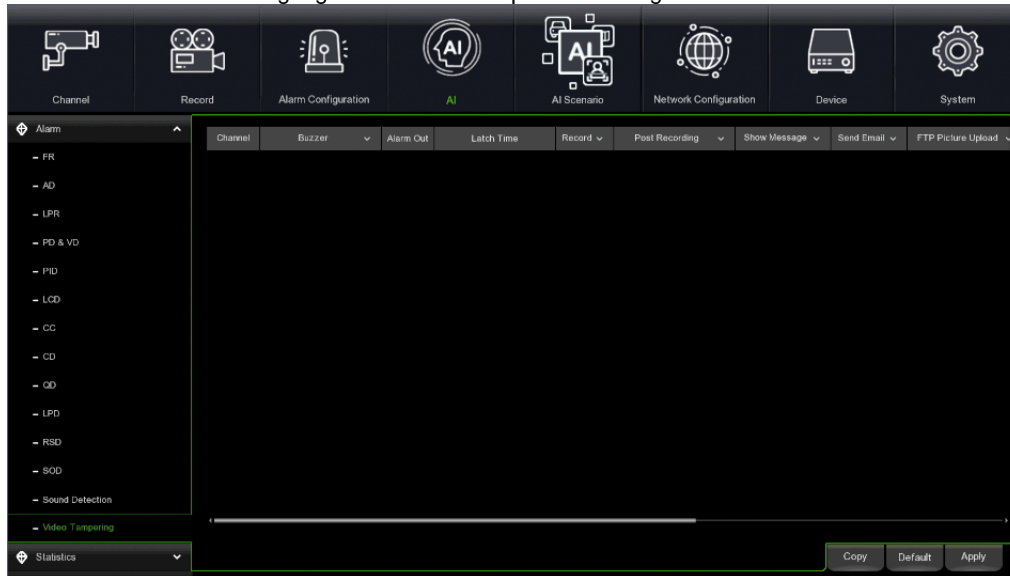 Channel Record Alarm Configuration AI AI Scenario Network Configuration Device System
Alarm
Channel Buzzer Alarm Out Latch Time Record Post Recording Show Message Send Email FTP Picture Upload
– FR
– AD
– LPR
– PD & VD
– PID
– LCD
– CC
– CD
– QD
– LPD
– RSD
– SOD
– Sound Detection
– Video Tampering
Statistics
Copy Default Apply